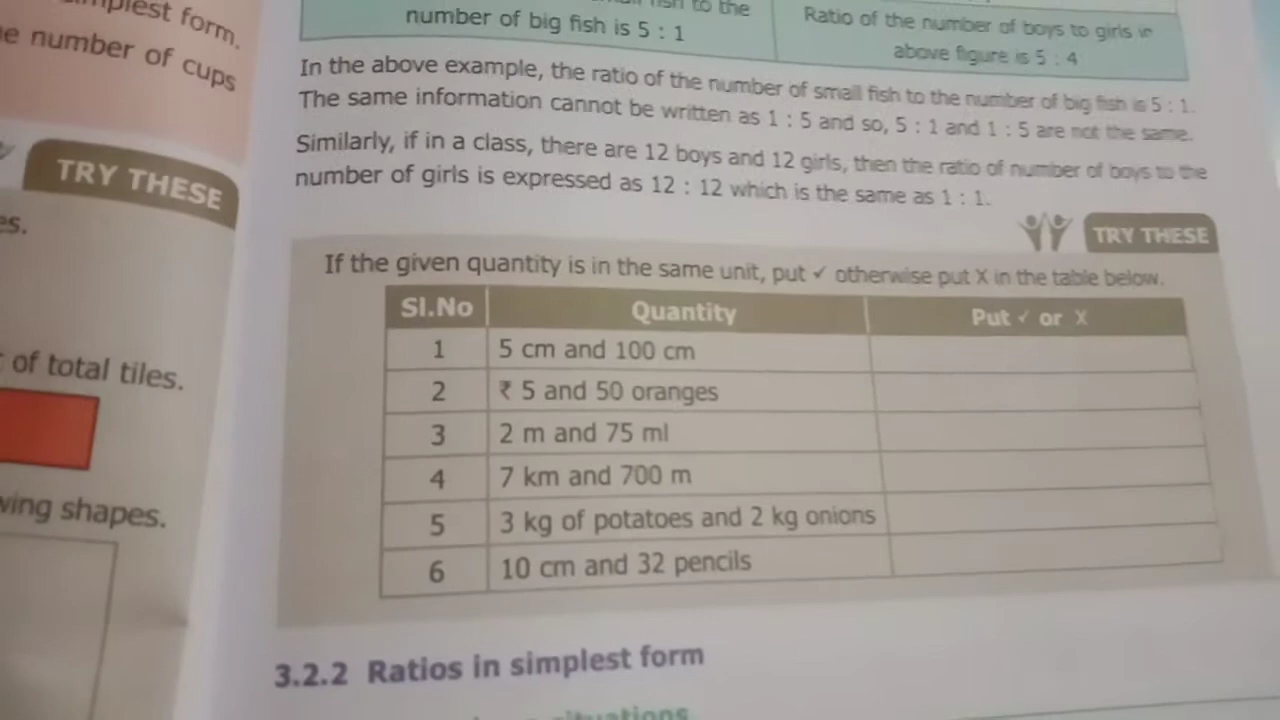 simplest form.
number of cups
TRY THESE
es.
of total tiles.
wing shapes.
fish to the
number of big fish is 5 : 1
Ratio of the number of boys to girls in
above figure is 5 : 4
In the above example, the ratio of the number of small fish to the number of big fish is 5 : 1.
The same information cannot be written as 1 : 5 and so, 5 : 1 and 1 : 5 are not the same.
Similarly, if in a class, there are 12 boys and 12 girls, then the ratio of number of boys to the
number of girls is expressed as 12 : 12 which is the same as 1 : 1.
TRY THESE
If the given quantity is in the same unit, put ✓ otherwise put X in the table below.
Sl.No Quantity Put ✓ or X
1 5 cm and 100 cm
2 ₹ 5 and 50 oranges
3 2 m and 75 ml
4 7 km and 700 m
5 3 kg of potatoes and 2 kg onions
6 10 cm and 32 pencils
3.2.2 Ratios in simplest form
situations